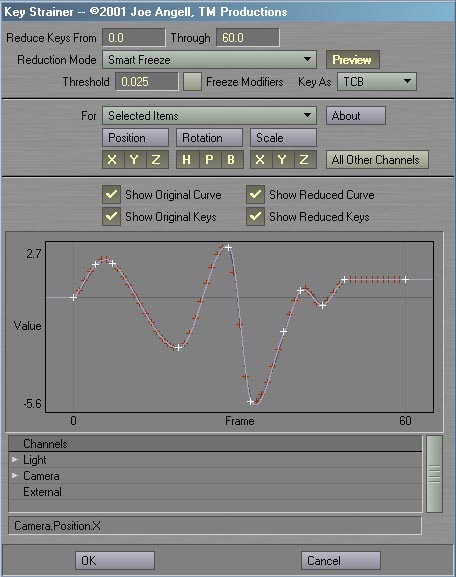 Key Strainer -- ©2001 Joe Angell, TM Productions
Reduce Keys From 0.0 Through 60.0
Reduction Mode Smart Freeze Preview
Threshold 0.025 Freeze Modifiers Key As TCB
For Selected Items About
Position Rotation Scale
X Y Z H P B X Y Z All Other Channels
Show Original Curve Show Reduced Curve
Show Original Keys Show Reduced Keys
2.7
Value
-5.6
0 Frame 60
Channels
Light
Camera
External
Camera.Position.X
OK Cancel